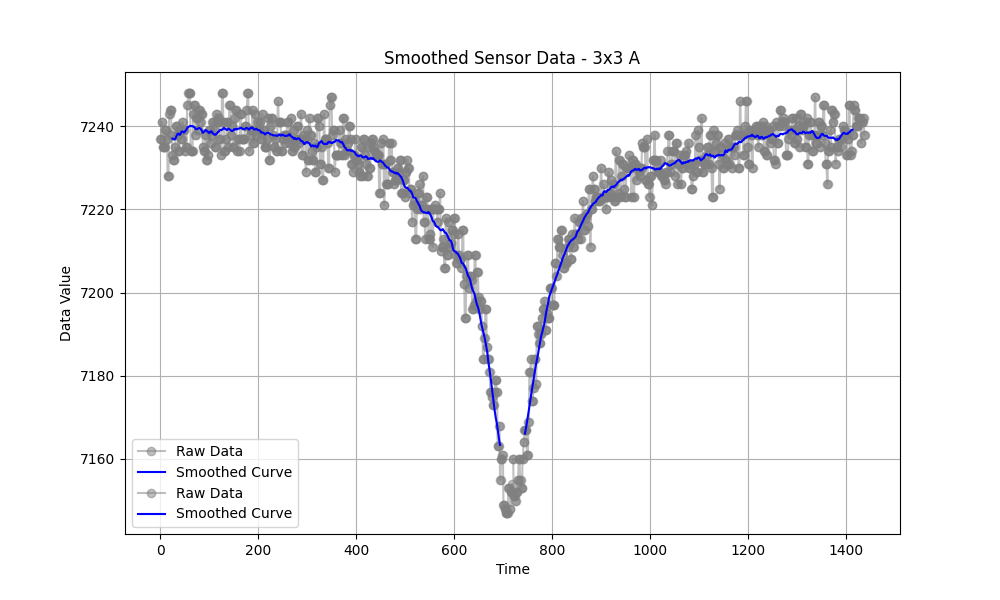 Smoothed Sensor Data - 3x3 A
Data Value
7240
7220
7200
7180
7160
Raw Data
Smoothed Curve
Raw Data
Smoothed Curve
0 200 400 600 800 1000 1200 1400
Time